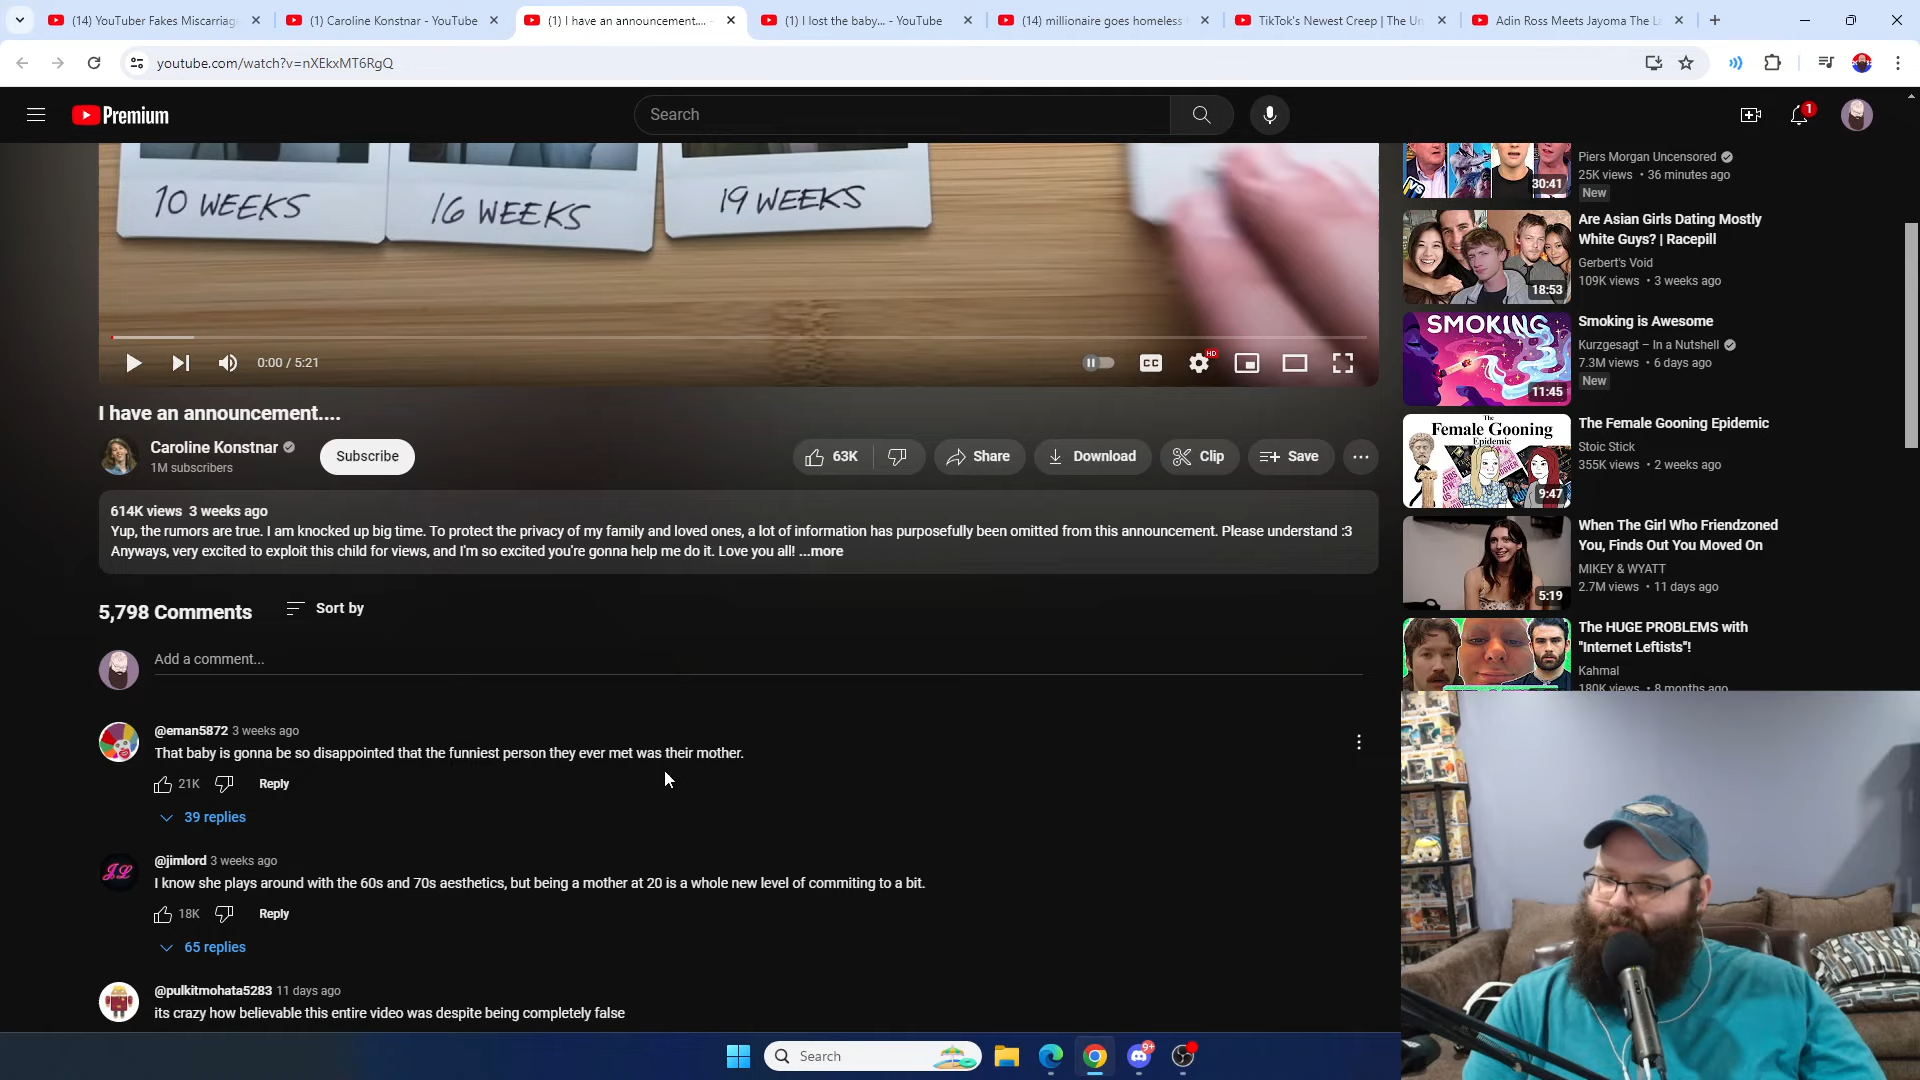 (14) YouTuber Fakes Miscarriag
(1) Caroline Konstnar - YouTube
(1) I have an announcement.... -
(1) I lost the baby... - YouTube
(14) millionaire goes homeless
TikTok's Newest Creep | The Un
Adin Ross Meets Jayoma The L
youtube.com/watch?v=nXEkxMT6RgQ
Premium
Search
1
10 WEEKS
16 WEEKS
19 WEEKS
0:00 / 5:21
CC
HD
I have an announcement....
Caroline Konstnar
1M subscribers
Subscribe
63K
Share
Download
Clip
Save
614K views 3 weeks ago
Yup, the rumors are true. I am knocked up big time. To protect the privacy of my family and loved ones, a lot of information has purposefully been omitted from this announcement. Please understand :3
Anyways, very excited to exploit this child for views, and I'm so excited you're gonna help me do it. Love you all! ...more
5,798 Comments
Sort by
Add a comment...
@eman5872 3 weeks ago
That baby is gonna be so disappointed that the funniest person they ever met was their mother.
21K
Reply
39 replies
JL
@jimlord 3 weeks ago
I know she plays around with the 60s and 70s aesthetics, but being a mother at 20 is a whole new level of commiting to a bit.
18K
Reply
65 replies
@pulkitmohata5283 11 days ago
its crazy how believable this entire video was despite being completely false
VS
30:41
Piers Morgan Uncensored
25K views • 36 minutes ago
New
18:53
Are Asian Girls Dating Mostly
White Guys? | Racepill
Gerbert's Void
109K views • 3 weeks ago
SMOKING
11:45
Smoking is Awesome
Kurzgesagt – In a Nutshell
7.3M views • 6 days ago
New
The
Female Gooning
Epidemic
9:47
The Female Gooning Epidemic
Stoic Stick
355K views • 2 weeks ago
5:19
When The Girl Who Friendzoned
You, Finds Out You Moved On
MIKEY & WYATT
2.7M views • 11 days ago
The HUGE PROBLEMS with
"Internet Leftists"!
Kahmal
180K views • 8 months ago
Search
9+